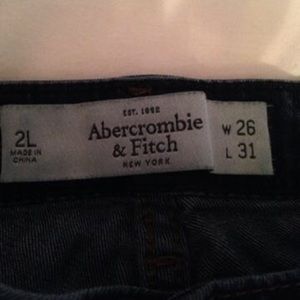 EST. 1892
2L
MADE IN
CHINA
Abercrombie
& Fitch
NEW YORK
W 26
L 31